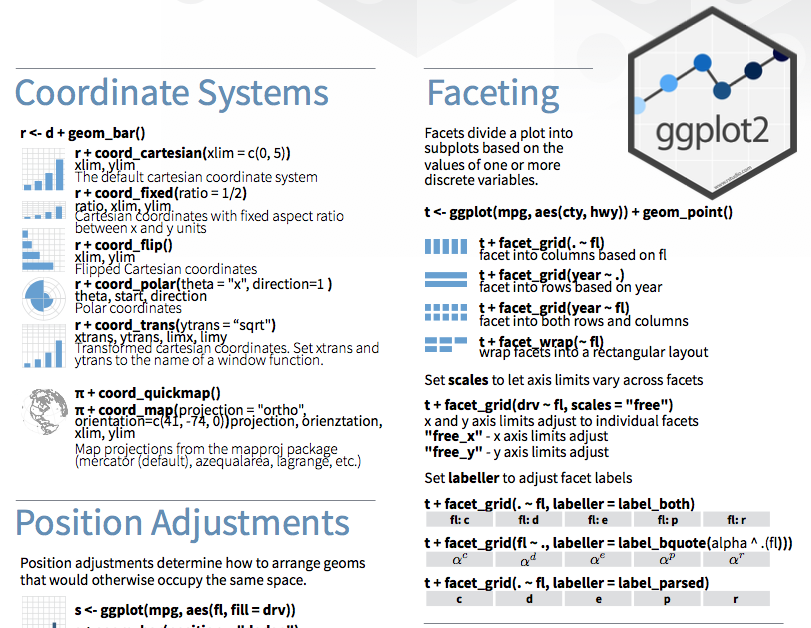 Coordinate Systems
r <- d + geom_bar()
r + coord_cartesian(xlim = c(0, 5))
xlim, ylim
The default cartesian coordinate system
r + coord_fixed(ratio = 1/2)
ratio, xlim, ylim
Cartesian coordinates with fixed aspect ratio
between x and y units
r + coord_flip()
xlim, ylim
Flipped Cartesian coordinates
r + coord_polar(theta = "x", direction=1 )
theta, start, direction
Polar coordinates
r + coord_trans(ytrans = “sqrt")
xtrans, ytrans, limx, limy
Transformed cartesian coordinates. Set xtrans and
ytrans to the name of a window function.
π + coord_quickmap()
π + coord_map(projection = "ortho",
orientation=c(41, -74, 0))projection, orienztation,
xlim, ylim
Map projections from the mapproj package
(mercator (default), azequalarea, lagrange, etc.)
Position Adjustments
Position adjustments determine how to arrange geoms
that would otherwise occupy the same space.
s <- ggplot(mpg, aes(fl, fill = drv))
Faceting
Facets divide a plot into
subplots based on the
values of one or more
discrete variables.
ggplot2
www.rstudio.com
t <- ggplot(mpg, aes(cty, hwy)) + geom_point()
t + facet_grid(. ~ fl)
facet into columns based on fl
t + facet_grid(year ~ .)
facet into rows based on year
t + facet_grid(year ~ fl)
facet into both rows and columns
t + facet_wrap(~ fl)
wrap facets into a rectangular layout
Set scales to let axis limits vary across facets
t + facet_grid(drv ~ fl, scales = "free")
x and y axis limits adjust to individual facets
"free_x" - x axis limits adjust
"free_y" - y axis limits adjust
Set labeller to adjust facet labels
t + facet_grid(. ~ fl, labeller = label_both)
fl: c fl: d fl: e fl: p fl: r
t + facet_grid(fl ~ ., labeller = label_bquote(alpha ^ .(fl)))
α^c α^d α^e α^p α^r
t + facet_grid(. ~ fl, labeller = label_parsed)
c d e p r